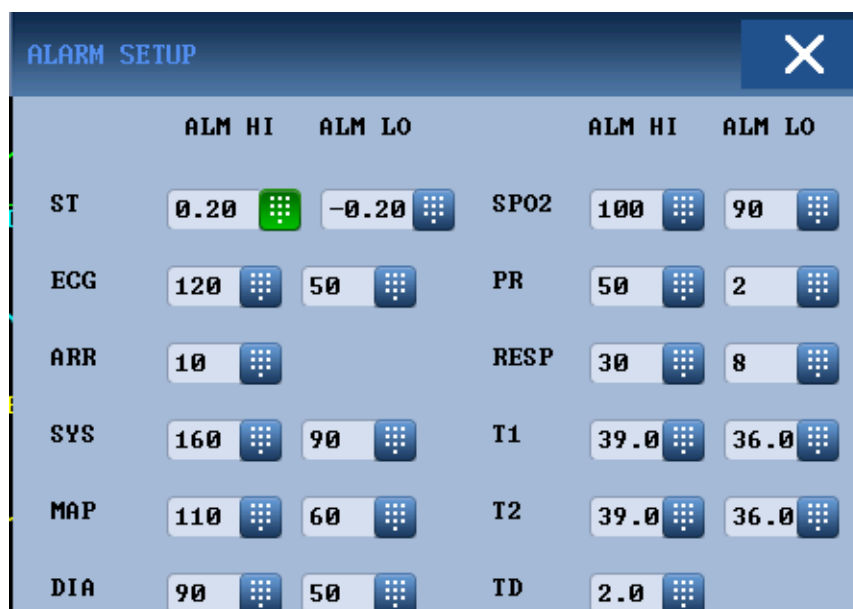 ALARM SETUP
ALM HI ALM LO ALM HI ALM LO
ST 0.20 -0.20 SPO2 100 90
ECG 120 50 PR 50 2
ARR 10 RESP 30 8
SYS 160 90 T1 39.0 36.0
MAP 110 60 T2 39.0 36.0
DIA 90 50 TD 2.0